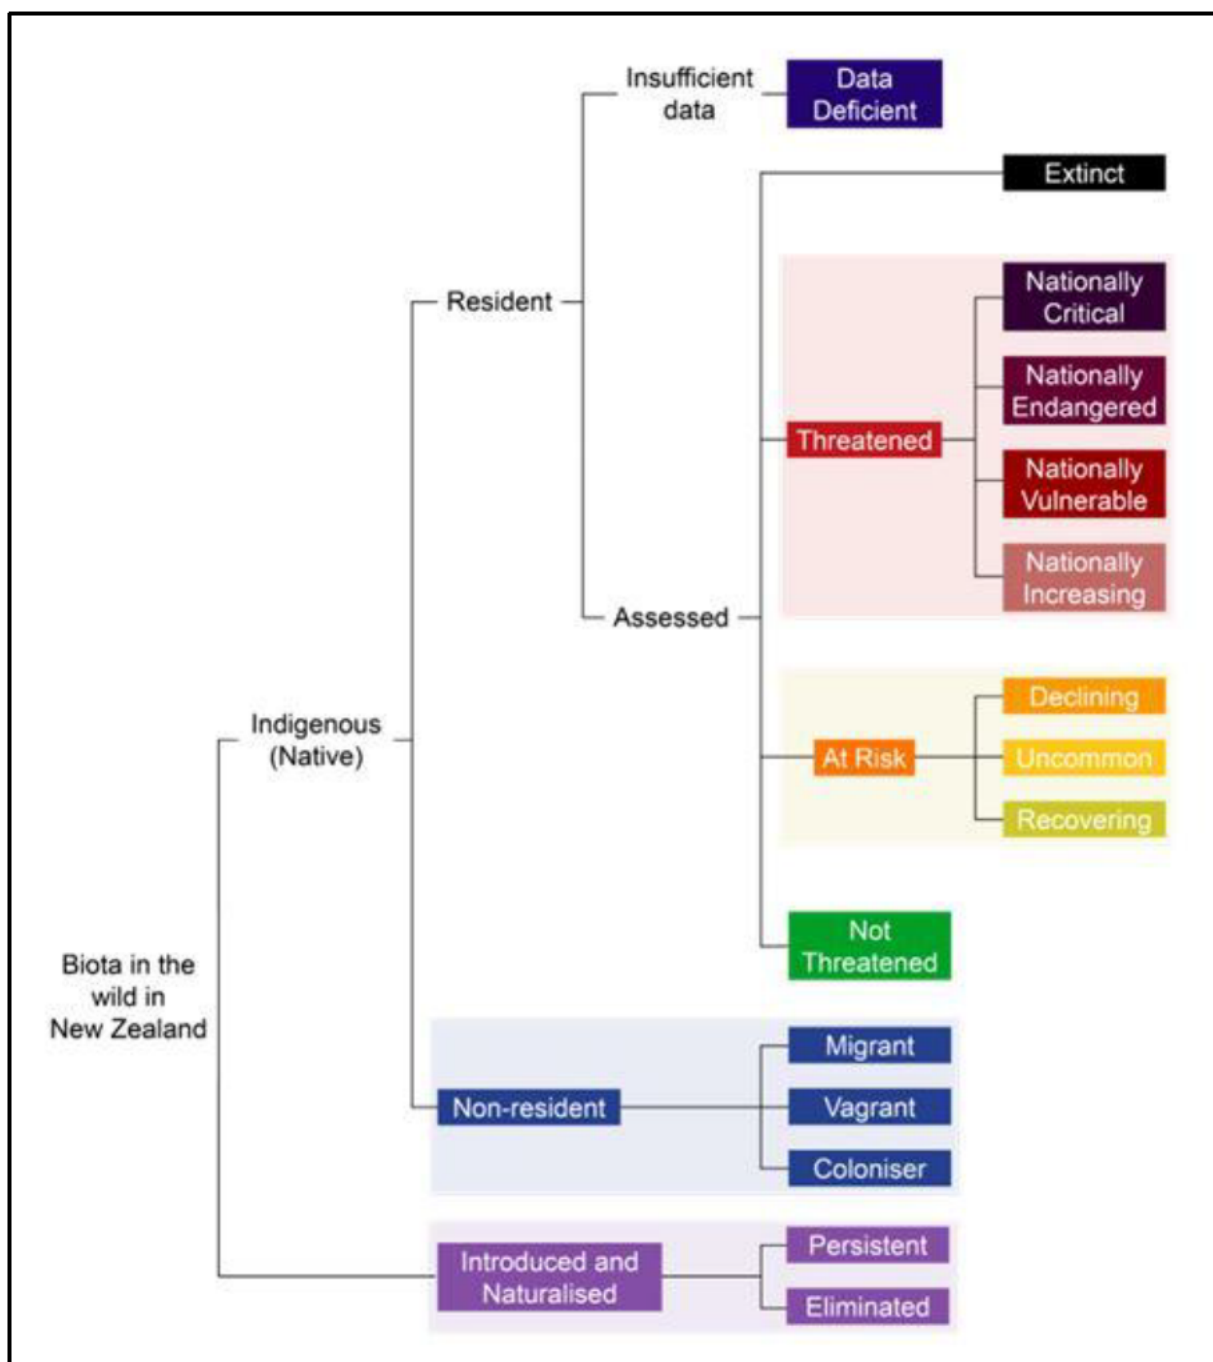 Insufficient
data
Data
Deficient
Extinct
Nationally
Critical
Resident
Nationally
Endangered
Threatened
Nationally
Vulnerable
Nationally
Increasing
Assessed
Declining
Indigenous
(Native)
At Risk
Uncommon
Recovering
Not
Threatened
Biota in the
wild in
New Zealand
Migrant
Non-resident
Vagrant
Coloniser
Introduced and
Naturalised
Persistent
Eliminated